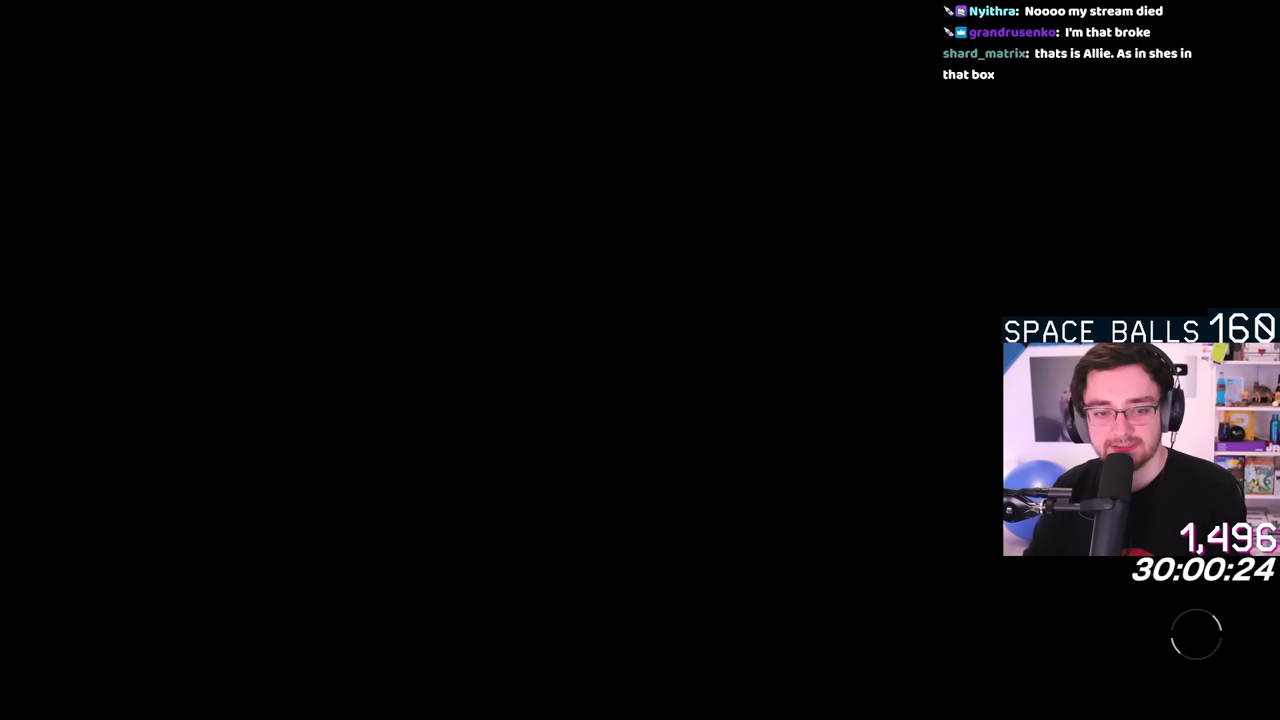 Nyithra: Noooo my stream died
grandrusenko: I'm that broke
shard_matrix: thats is Allie. As in shes in
that box
SPACE BALLS 160
1,496
30:00:24